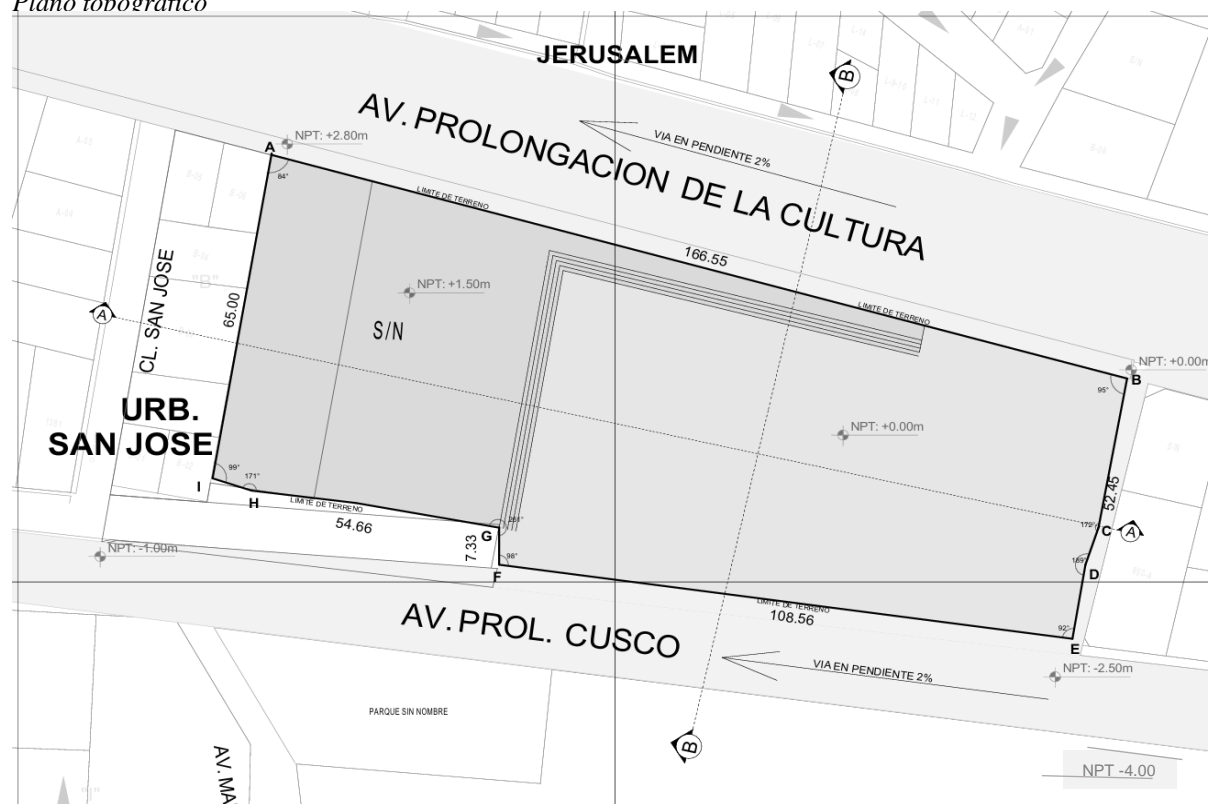 Plano topográfico
JERUSALEM
B
AV. PROLONGACION DE LA CULTURA
VIA EN PENDIENTE 2%
NPT: +2.80m
A
84°
LIMITE DE TERRENO
166.55
"B"
NPT: +1.50m
CL. SAN JOSE
65.00
S/N
A
LIMITE DE TERRENO
NPT: +0.00m
B
95°
URB.
SAN JOSE
NPT: +0.00m
52.45
99°
171°
I
H
LIMITE DE TERRENO
54.66
G
7.33
98°
F
172°
C
A
D
NPT: -1.00m
LIMITE DE TERRENO
108.56
92°
E
AV. PROL. CUSCO
VIA EN PENDIENTE 2%
NPT: -2.50m
PARQUE SIN NOMBRE
B
AV. MA
NPT -4.00